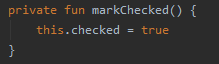 private fun markChecked() {
    this.checked = true
}